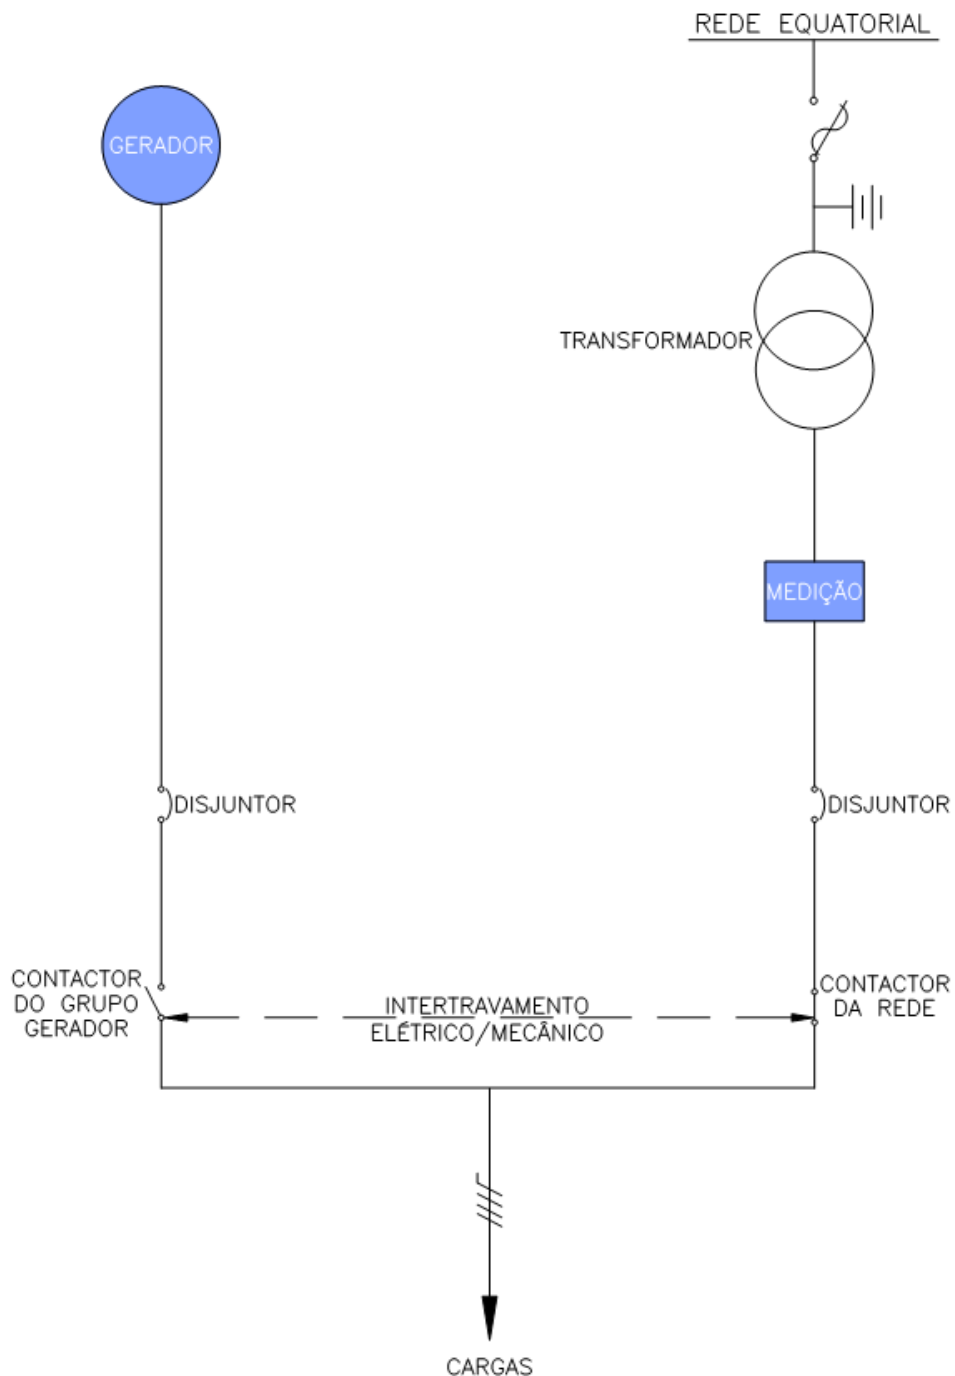 REDE EQUATORIAL
GERADOR
TRANSFORMADOR
MEDIÇÃO
DISJUNTOR
DISJUNTOR
CONTACTOR
DO GRUPO
GERADOR
INTERTRAVAMENTO
ELÉTRICO/MECÂNICO
CONTACTOR
DA REDE
CARGAS